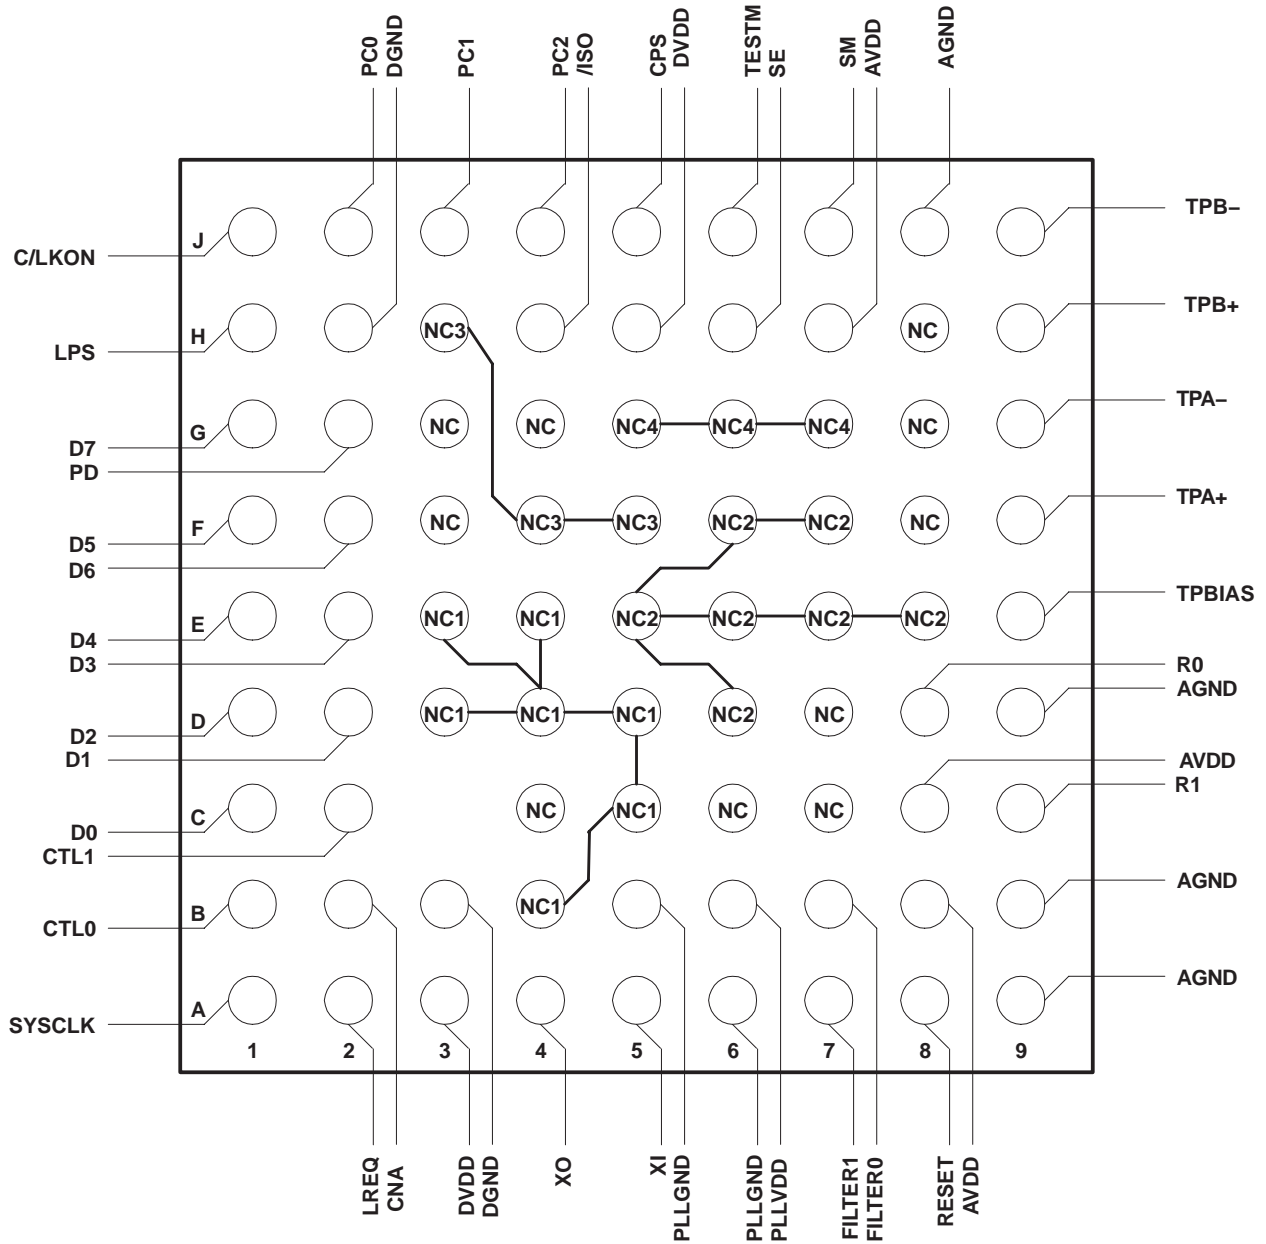 PC0
DGND
PC1
PC2
/ISO
CPS
DVDD
TESTM
SE
SM
AVDD
AGND
J
C/LKON
TPB–
H
LPS
NC3
NC
TPB+
G
D7
PD
NC
NC
NC4
NC4
NC4
NC
TPA–
F
D5
D6
NC
NC3
NC3
NC2
NC2
NC
TPA+
E
D4
D3
NC1
NC1
NC2
NC2
NC2
NC2
TPBIAS
R0
D
D2
D1
NC1
NC1
NC1
NC2
NC
AGND
AVDD
C
D0
CTL1
NC
NC1
NC
NC
R1
B
CTL0
NC1
AGND
A
SYSCLK
AGND
1 2 3 4 5 6 7 8 9
LREQ
CNA
DVDD
DGND
XO
XI
PLLGND
PLLGND
PLLVDD
FILTER1
FILTER0
RESET
AVDD